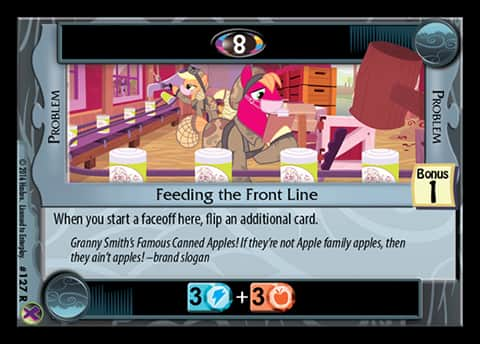 8
PROBLEM
PROBLEM
Feeding the Front Line
Bonus
1
When you start a faceoff here, flip an additional card.
Granny Smith's Famous Canned Apples! If they're not Apple family apples, then
they ain't apples! –brand slogan
© 2016 Hasbro. Licensed to Enterplay.
#127 R
3 + 3